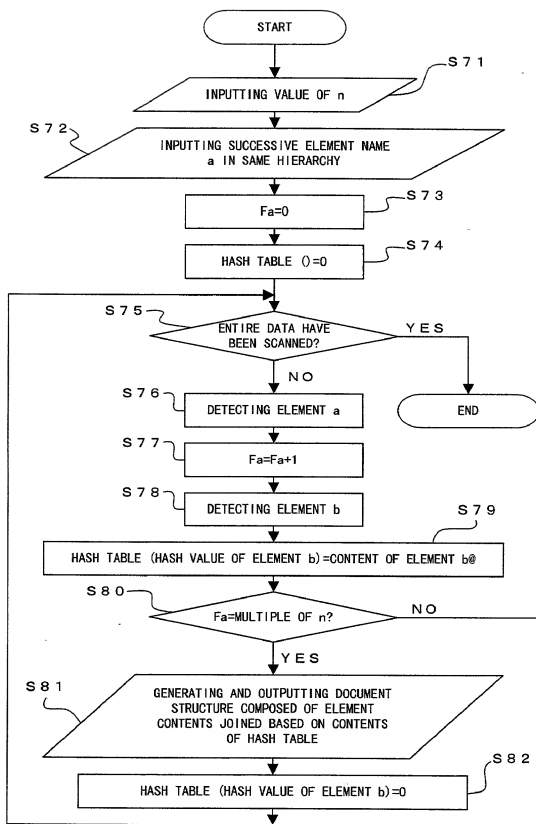 START
S71
INPUTTING VALUE OF n
S72
INPUTTING SUCCESSIVE ELEMENT NAME
a IN SAME HIERARCHY
S73
Fa=0
S74
HASH TABLE ()=0
S75
ENTIRE DATA HAVE
BEEN SCANNED?
YES
NO
S76
DETECTING ELEMENT a
END
S77
Fa=Fa+1
S78
DETECTING ELEMENT b
S79
HASH TABLE (HASH VALUE OF ELEMENT b)=CONTENT OF ELEMENT b@
S80
Fa=MULTIPLE OF n?
NO
YES
S81
GENERATING AND OUTPUTTING DOCUMENT
STRUCTURE COMPOSED OF ELEMENT
CONTENTS JOINED BASED ON CONTENTS
OF HASH TABLE
S82
HASH TABLE (HASH VALUE OF ELEMENT b)=0